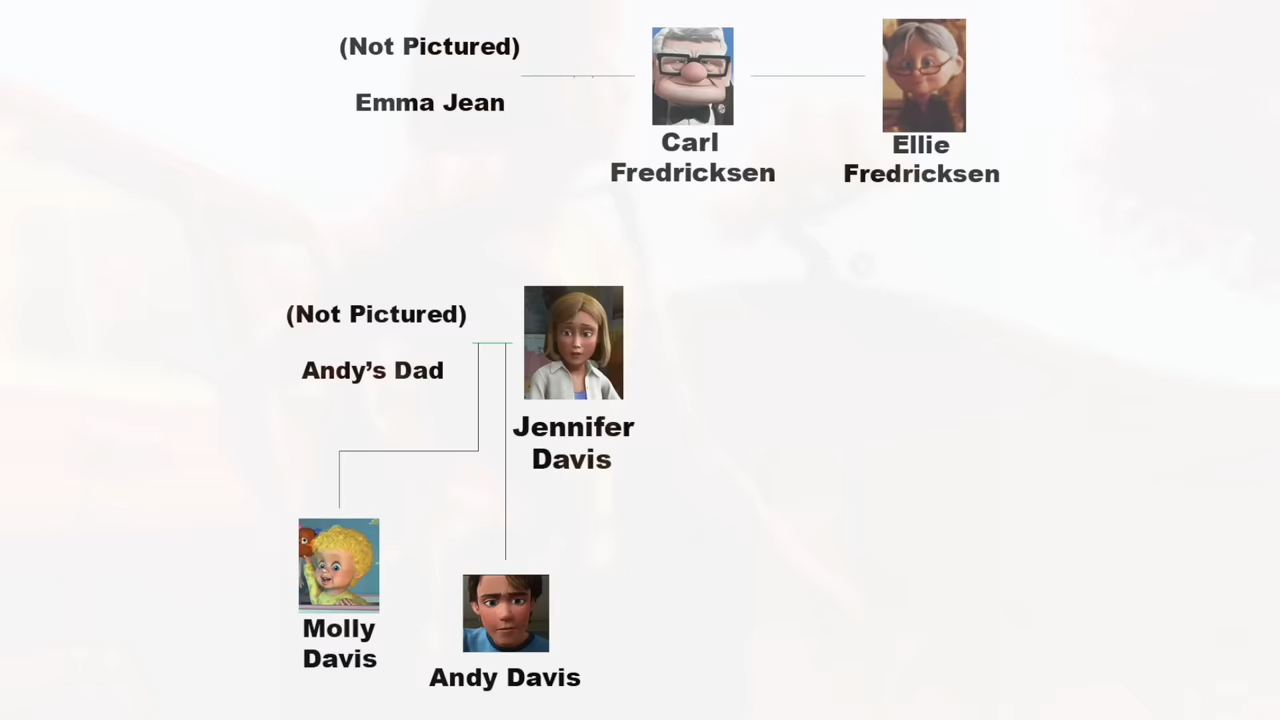 (Not Pictured)
Emma Jean
Carl
Fredricksen
Ellie
Fredricksen
(Not Pictured)
Andy’s Dad
Jennifer
Davis
Molly
Davis
Andy Davis